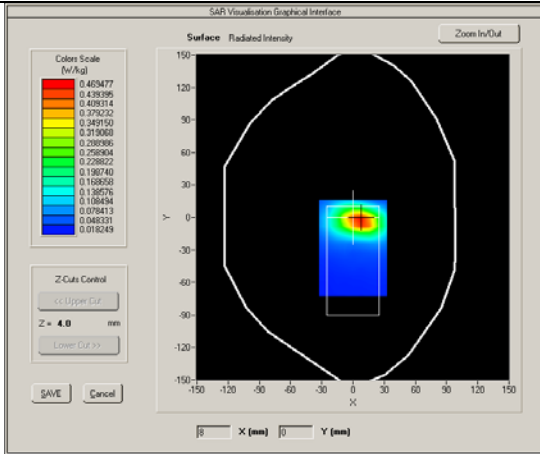 SAR Visualisation Graphical Interface
Surface Radiated Intensity
Zoom In/Out
Colors Scale
(W/kg)
0.469477
0.439395
0.409314
0.379232
0.349150
0.319068
0.288986
0.258904
0.228822
0.198740
0.168658
0.138576
0.108494
0.078413
0.048331
0.018249
Z-Cuts Control
<< Upper Cut
Z = 4.0 mm
Lower Cut >>
SAVE Cancel
150
120
90
60
30
Y 0
-30
-60
-90
-120
-150
-150 -120 -90 -60 -30 0 30 60 90 120 150
X
8 X (mm) 0 Y (mm)